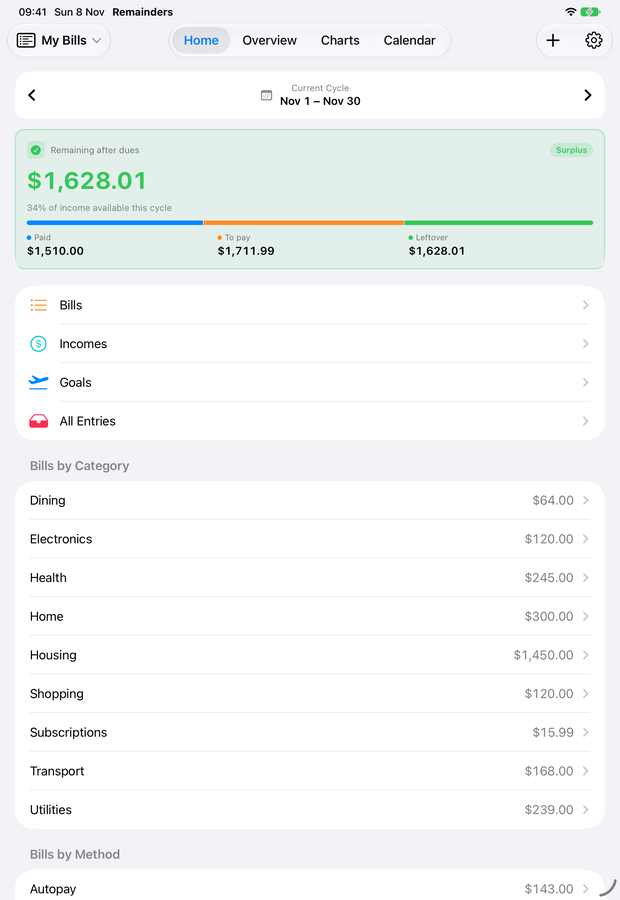 09:41 Sun 8 Nov Remainders
My Bills
Home Overview Charts Calendar
Current Cycle
Nov 1 – Nov 30
Remaining after dues
Surplus
$1,628.01
34% of income available this cycle
Paid To pay Leftover
$1,510.00 $1,711.99 $1,628.01
Bills
Incomes
Goals
All Entries
Bills by Category
Dining $64.00
Electronics $120.00
Health $245.00
Home $300.00
Housing $1,450.00
Shopping $120.00
Subscriptions $15.99
Transport $168.00
Utilities $239.00
Bills by Method
Autopay $143.00